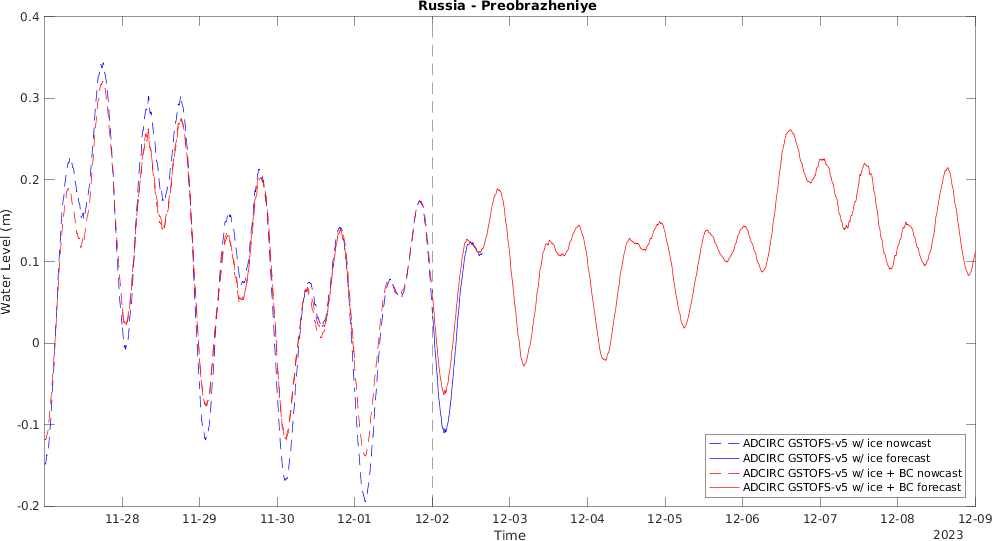 Russia - Preobrazheniye
Water Level (m)
0.4
0.3
0.2
0.1
0
-0.1
-0.2
ADCIRC GSTOFS-v5 w/ ice nowcast
ADCIRC GSTOFS-v5 w/ ice forecast
ADCIRC GSTOFS-v5 w/ ice + BC nowcast
ADCIRC GSTOFS-v5 w/ ice + BC forecast
11-28 11-29 11-30 12-01 12-02 12-03 12-04 12-05 12-06 12-07 12-08 12-09
Time 2023